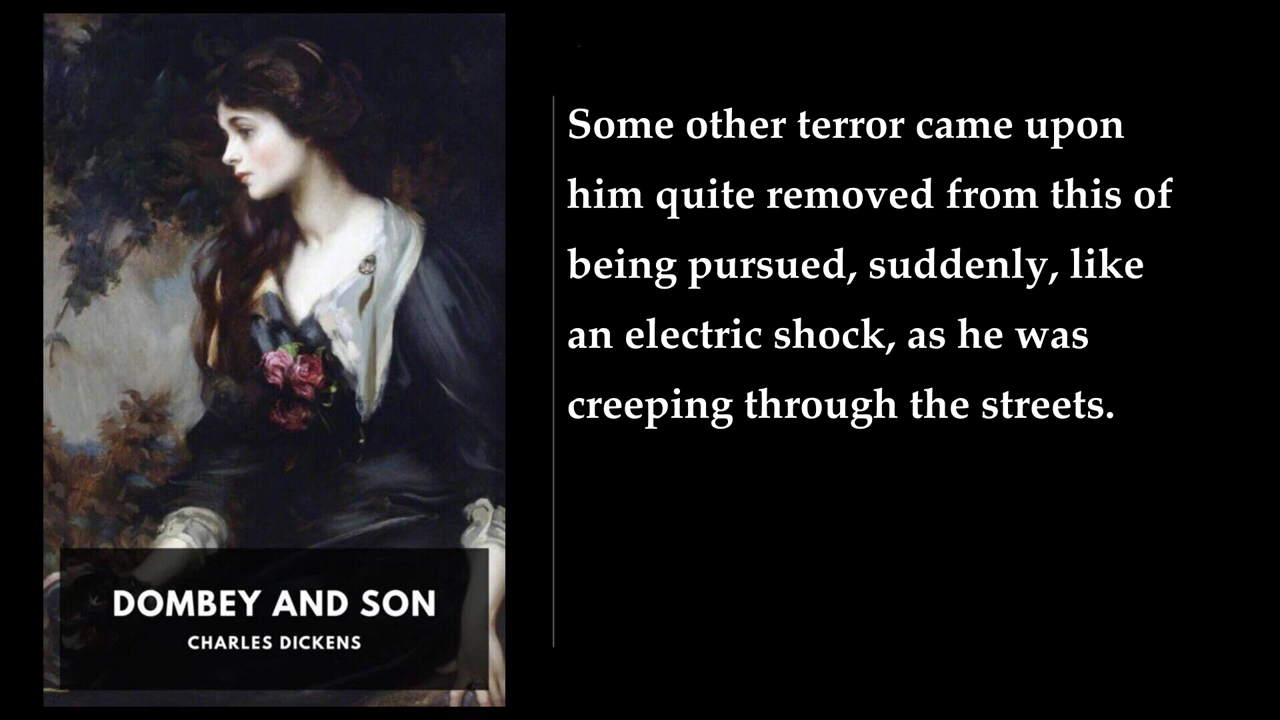 DOMBEY AND SON
CHARLES DICKENS
Some other terror came upon
him quite removed from this of
being pursued, suddenly, like
an electric shock, as he was
creeping through the streets.